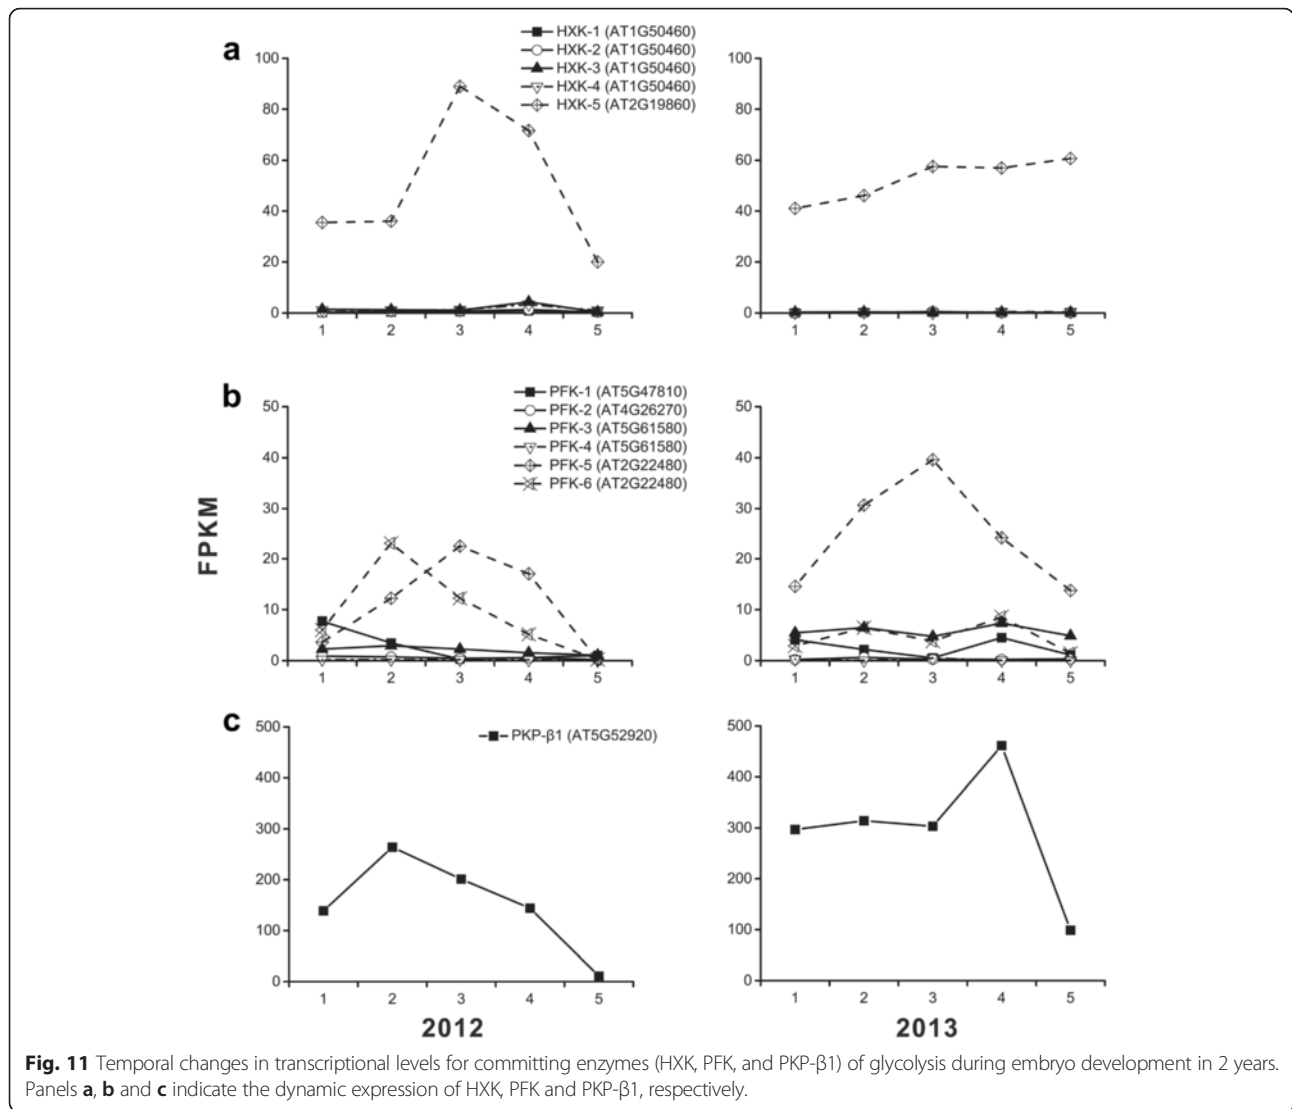 a
HXK-1 (AT1G50460)
HXK-2 (AT1G50460)
HXK-3 (AT1G50460)
HXK-4 (AT1G50460)
HXK-5 (AT2G19860)
100
80
60
40
20
0
1 2 3 4 5
100
80
60
40
20
0
1 2 3 4 5
b
PFK-1 (AT5G47810)
PFK-2 (AT4G26270)
PFK-3 (AT5G61580)
PFK-4 (AT5G61580)
PFK-5 (AT2G22480)
PFK-6 (AT2G22480)
FPKM
50
40
30
20
10
0
1 2 3 4 5
50
40
30
20
10
0
1 2 3 4 5
c
PKP-β1 (AT5G52920)
500
400
300
200
100
0
1 2 3 4 5
2012
500
400
300
200
100
0
1 2 3 4 5
2013
Fig. 11 Temporal changes in transcriptional levels for committing enzymes (HXK, PFK, and PKP-β1) of glycolysis during embryo development in 2 years.
Panels a, b and c indicate the dynamic expression of HXK, PFK and PKP-β1, respectively.